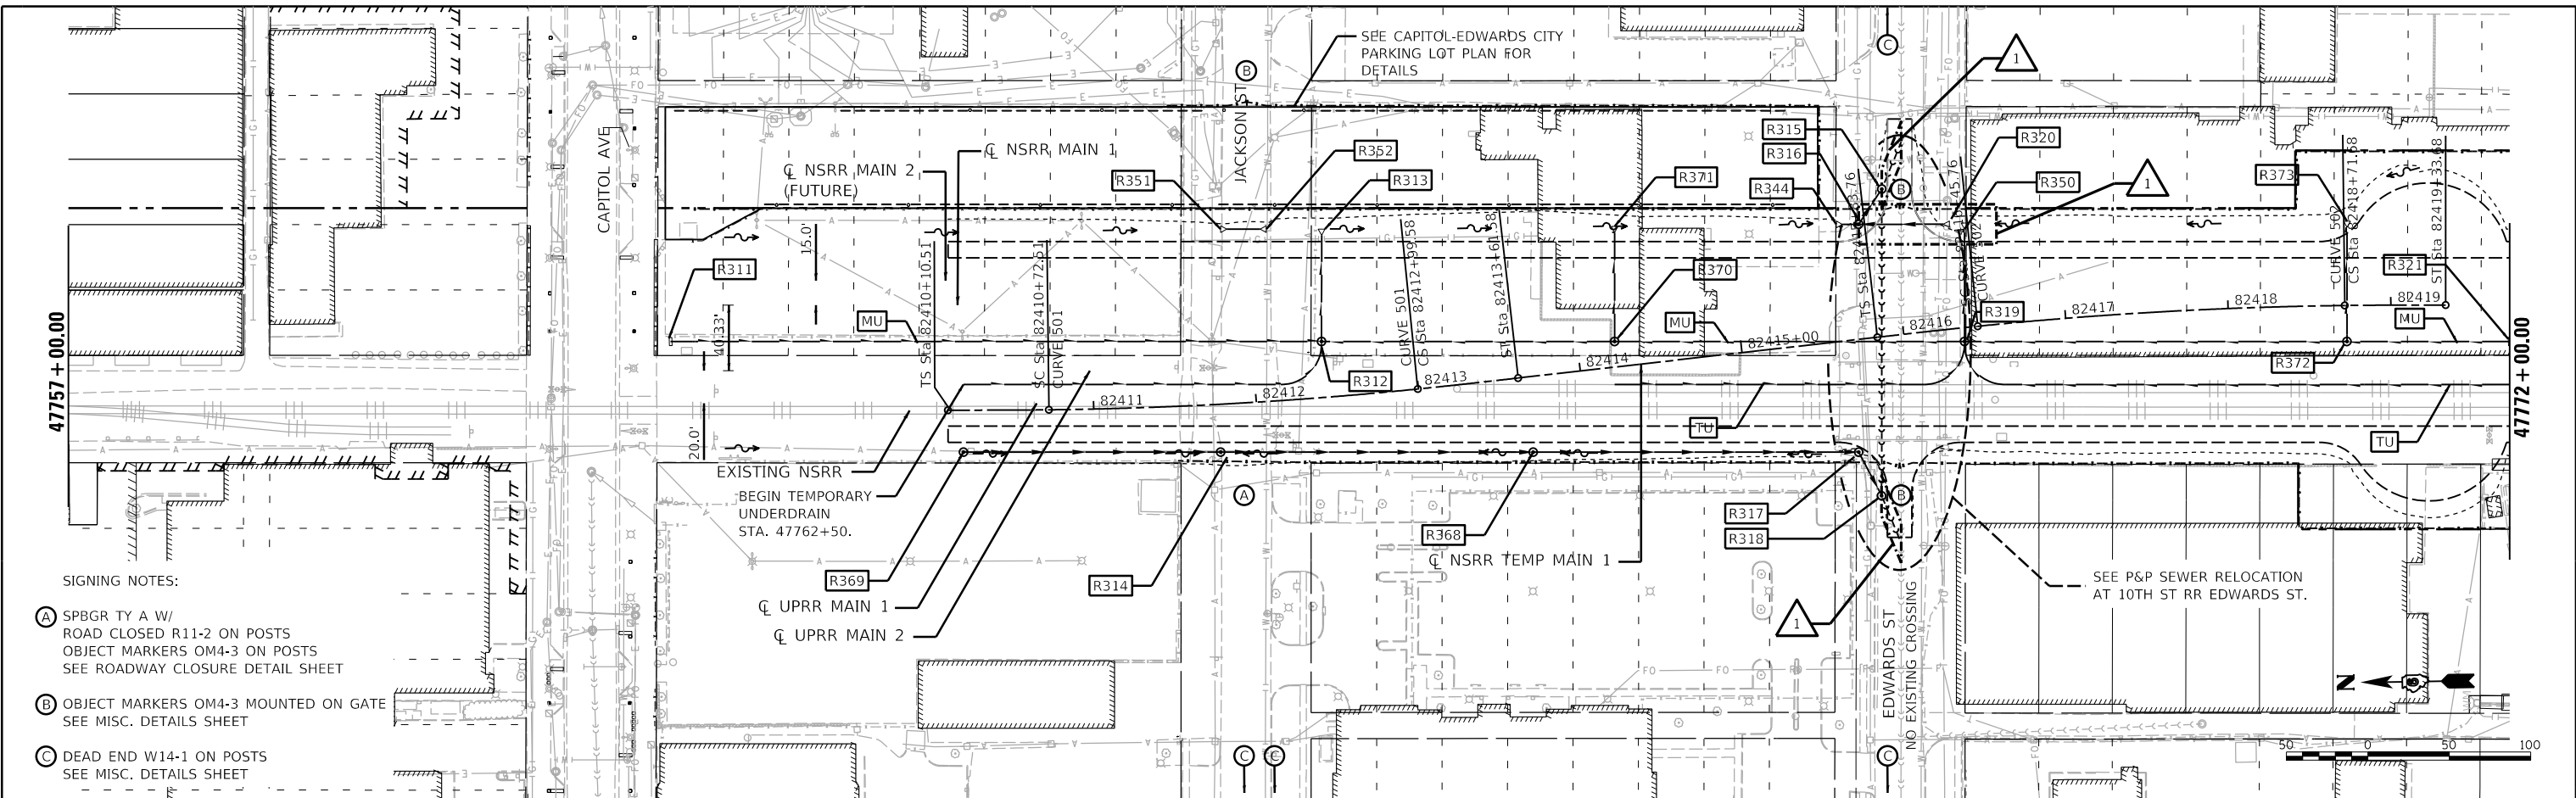 SEE CAPITOL-EDWARDS CITY
PARKING LOT PLAN FOR
DETAILS
C
1
B
JACKSON ST
CAPITOL AVE
℄ NSRR MAIN 2
(FUTURE)
℄ NSRR MAIN 1
R351
R352
R313
R371
R315
R316
R344
R320
B
R350
1
R373
R311
15.0'
40.33'
MU
TS Sta 82410+10.51
SC Sta 82410+72.51
CURVE 501
CURVE 501
CS Sta 82412+99.58
ST Sta 82413+61.58
R370
MU
CURVE 502
CURVE 502
CS Sta 82418+71.68
ST Sta 82419+33.68
R321
R319
MU
R312
R372
82411
82412
82413
82414
82415+00
82416
82417
82418
82419
47757+00.00
47772+00.00
20.0'
TU
TU
EXISTING NSRR
BEGIN TEMPORARY
UNDERDRAIN
STA. 47762+50.
A
B
R317
R318
R368
℄ NSRR TEMP MAIN 1
R369
R314
℄ UPRR MAIN 1
℄ UPRR MAIN 2
1
EDWARDS ST
NO EXISTING CROSSING
SEE P&P SEWER RELOCATION
AT 10TH ST RR EDWARDS ST.
SIGNING NOTES:
A SPBGR TY A W/
ROAD CLOSED R11-2 ON POSTS
OBJECT MARKERS OM4-3 ON POSTS
SEE ROADWAY CLOSURE DETAIL SHEET
B OBJECT MARKERS OM4-3 MOUNTED ON GATE
SEE MISC. DETAILS SHEET
C DEAD END W14-1 ON POSTS
SEE MISC. DETAILS SHEET
C
C
C
N
50 0 50 100